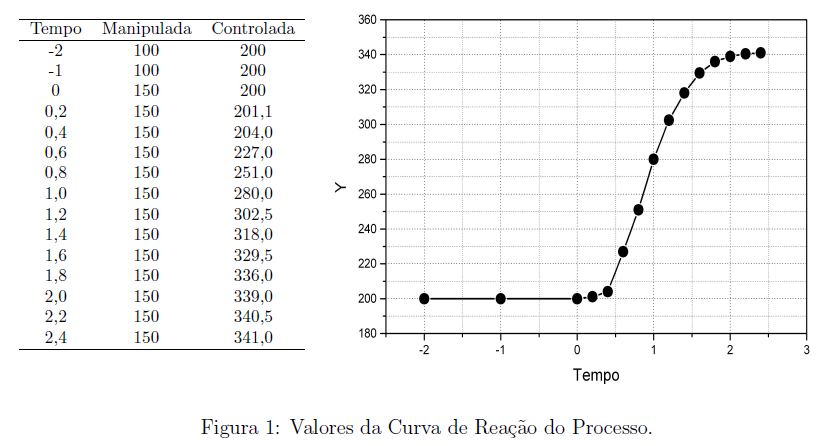 Tempo Manipulada Controlada
-2 100 200
-1 100 200
0 150 200
0,2 150 201,1
0,4 150 204,0
0,6 150 227,0
0,8 150 251,0
1,0 150 280,0
1,2 150 302,5
1,4 150 318,0
1,6 150 329,5
1,8 150 336,0
2,0 150 339,0
2,2 150 340,5
2,4 150 341,0
360
340
320
300
280
260
240
220
200
180
Y
-2 -1 0 1 2 3
Tempo
Figura 1: Valores da Curva de Reação do Processo.